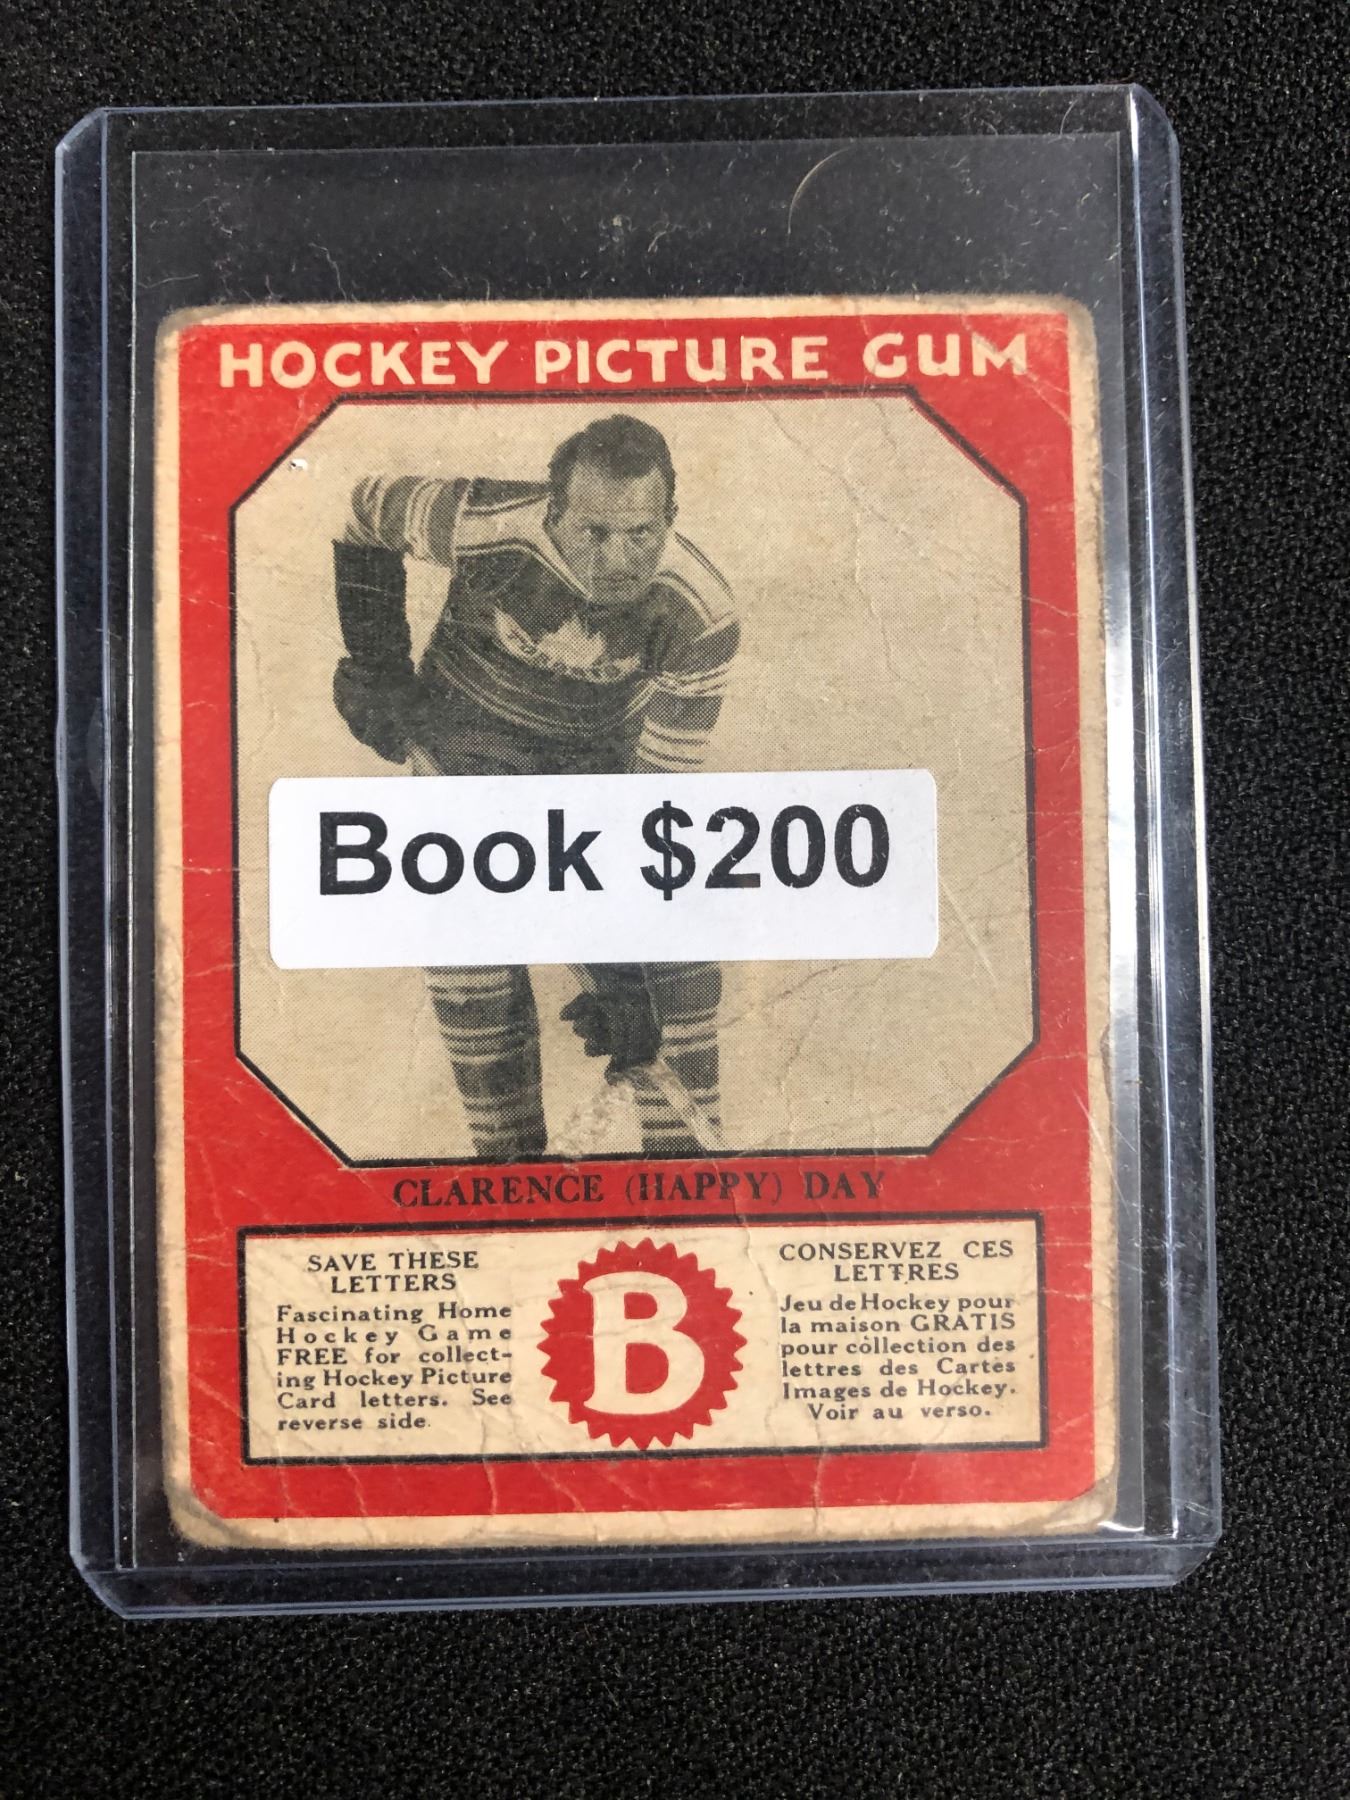 HOCKEY PICTURE GUM
Book $200
CLARENCE (HAPPY) DAY
SAVE THESE
LETTERS
Fascinating Home
Hockey Game
FREE for collect-
ing Hockey Picture
Card letters. See
reverse side.
B
CONSERVEZ CES
LETTRES
Jeu de Hockey pour
la maison GRATIS
pour collection des
lettres des Cartes
Images de Hockey.
Voir au verso.